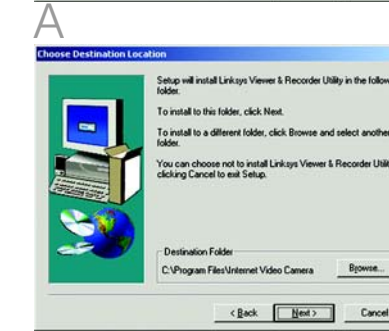 A
Choose Destination Location
Setup will install Linksys Viewer & Recorder Utility in the follow
folder.
To install to this folder, click Next.
To install to a different folder, click Browse and select another
folder.
You can choose not to install Linksys Viewer & Recorder Utilit
clicking Cancel to exit Setup.
Destination Folder
C:\Program Files\Internet Video Camera
Browse...
< Back
Next >
Cancel